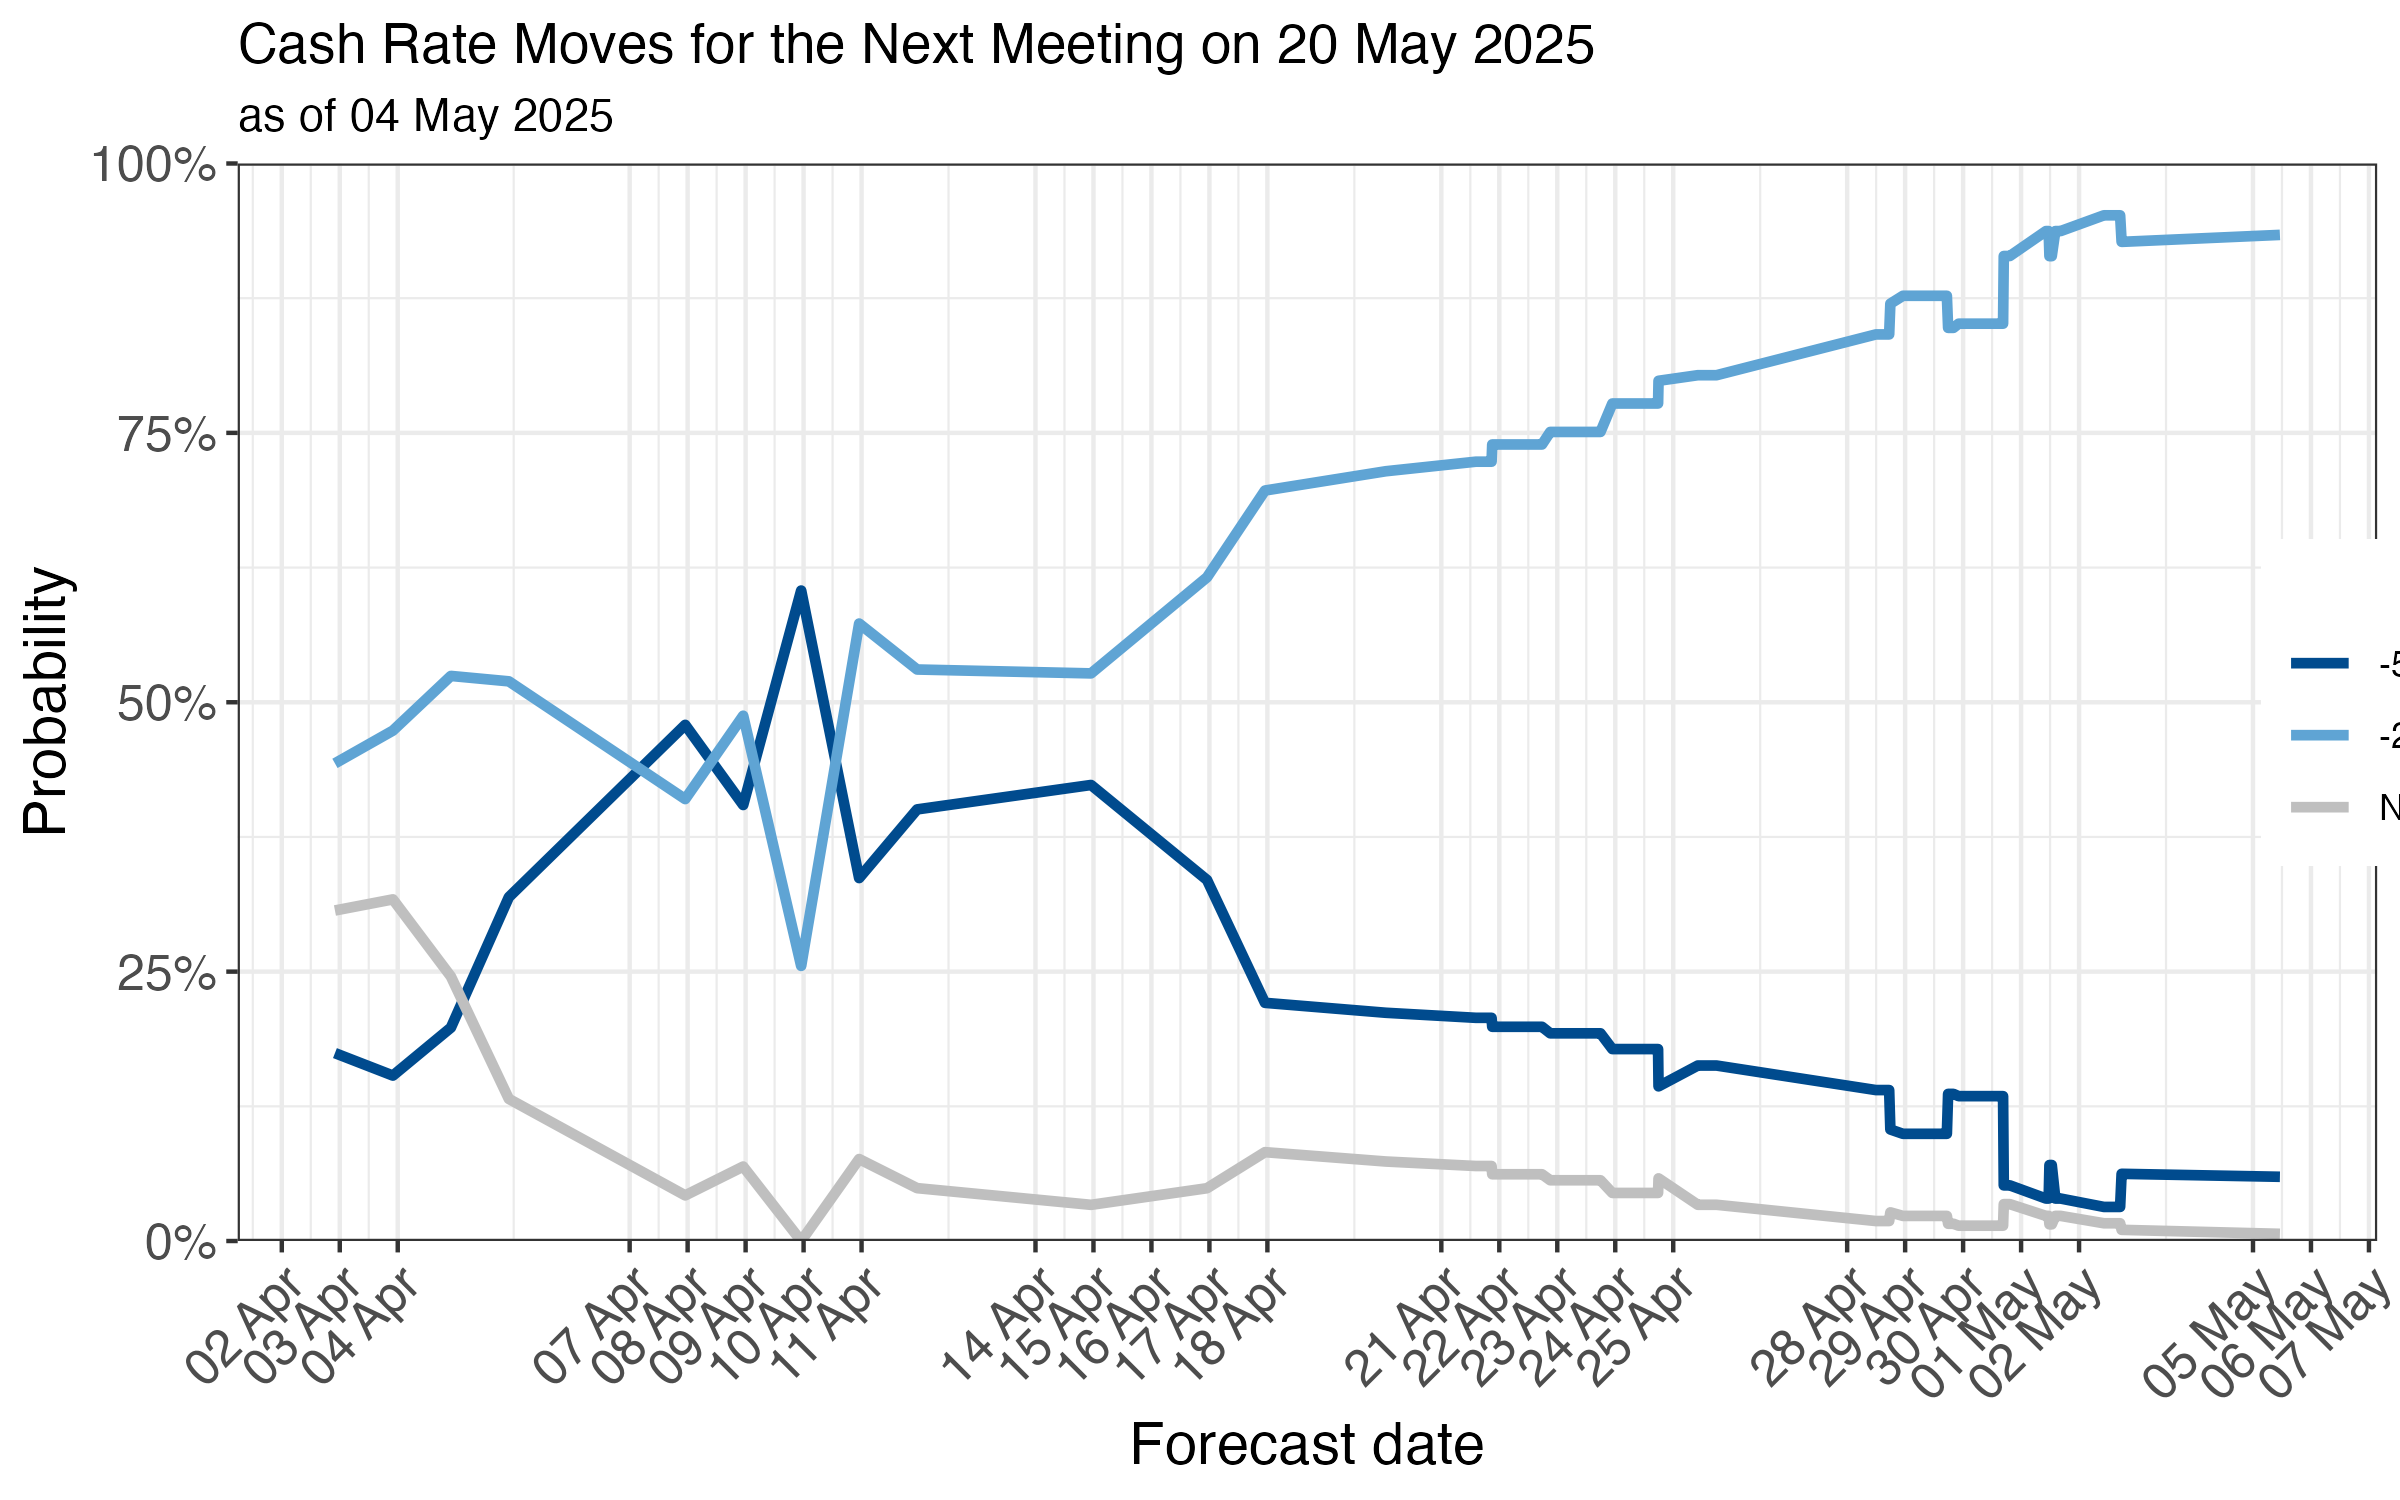 Cash Rate Moves for the Next Meeting on 20 May 2025
as of 04 May 2025
100%
75%
50%
25%
0%
Probability
-5
-2
N
02 Apr
03 Apr
04 Apr
07 Apr
08 Apr
09 Apr
10 Apr
11 Apr
14 Apr
15 Apr
16 Apr
17 Apr
18 Apr
21 Apr
22 Apr
23 Apr
24 Apr
25 Apr
28 Apr
29 Apr
30 Apr
01 May
02 May
05 May
06 May
07 May
Forecast date